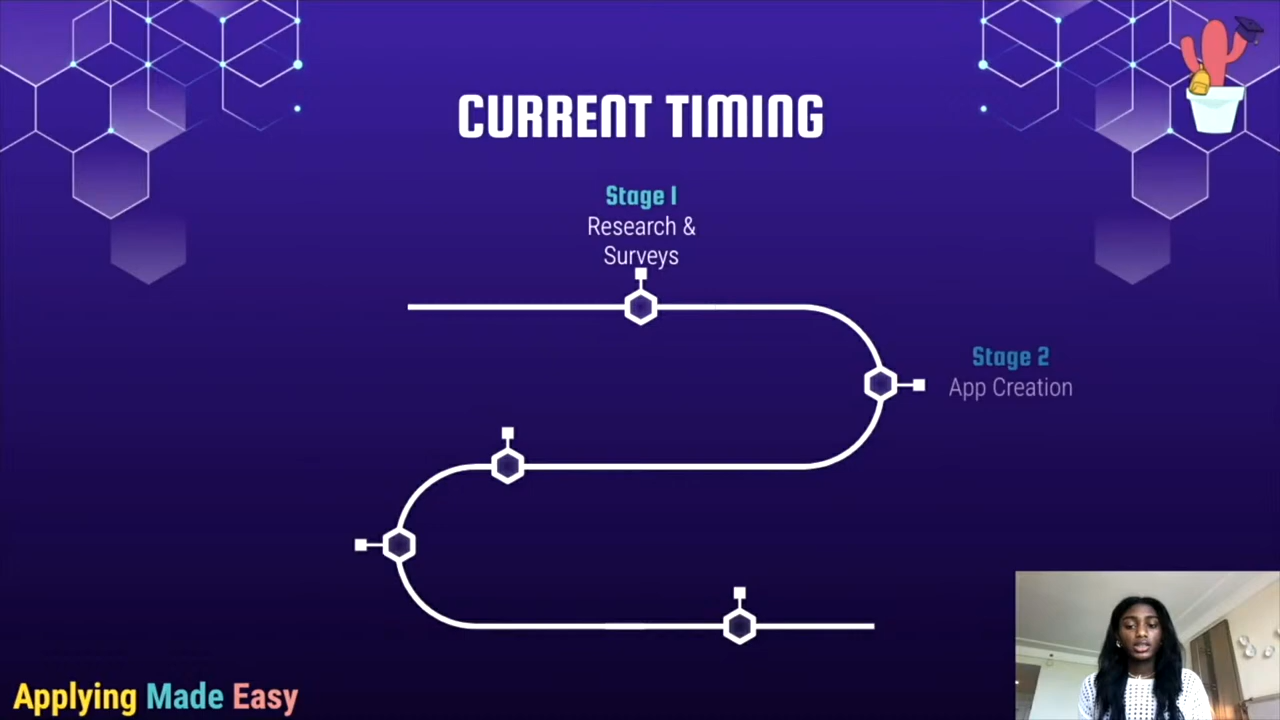 CURRENT TIMING
Stage 1
Research &
Surveys
Stage 2
App Creation
Applying Made Easy